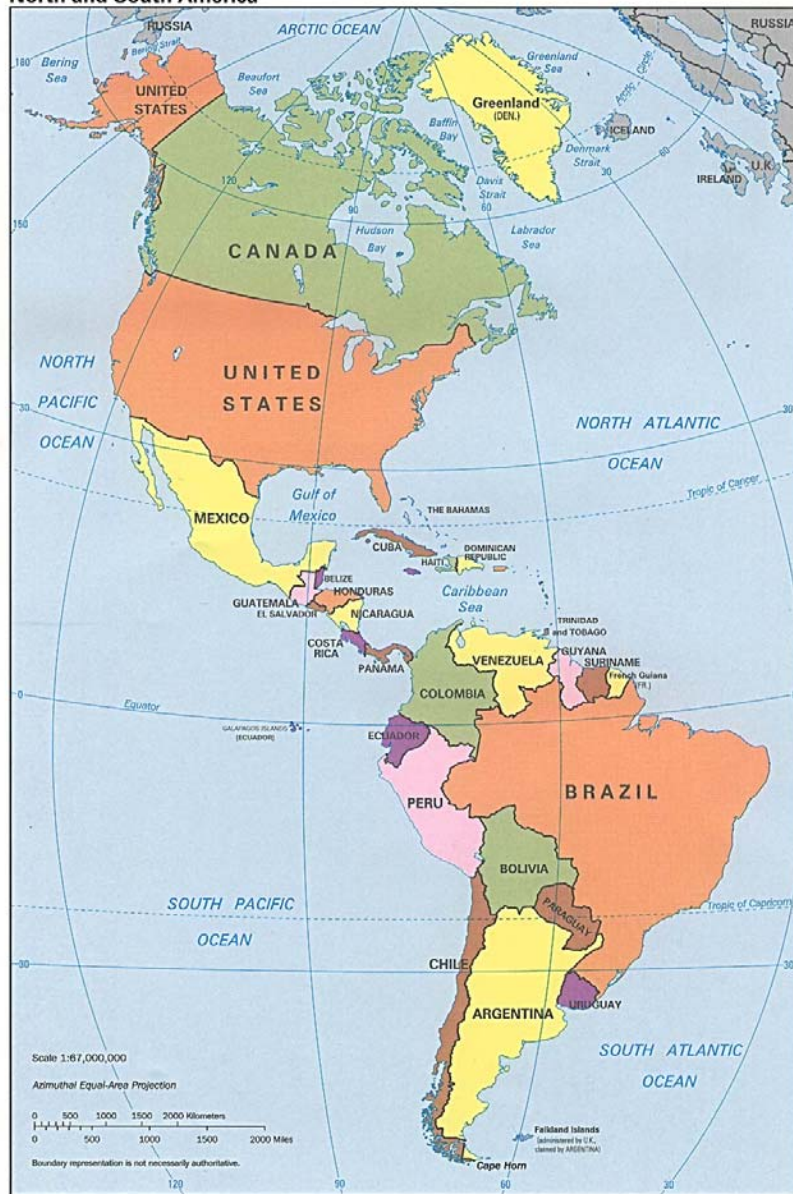 North and South America
RUSSIA
ARCTIC OCEAN
RUSSIA
180
Bering Strait
Bering
Sea
Beaufort
Sea
Greenland
Sea
UNITED
STATES
Greenland
(DEN.)
Arctic Circle
Baffin
Bay
ICELAND
Denmark
Strait
60
U.K.
IRELAND
30
Davis
Strait
120
90
60
150
Hudson
Bay
Labrador
Sea
CANADA
NORTH
PACIFIC
OCEAN
UNITED
STATES
30
30
NORTH ATLANTIC
OCEAN
Tropic of Cancer
Gulf of
Mexico
MEXICO
THE BAHAMAS
CUBA
HAITI
DOMINICAN
REPUBLIC
BELIZE
HONDURAS
GUATEMALA
EL SALVADOR
NICARAGUA
Caribbean
Sea
COSTA
RICA
PANAMA
TRINIDAD
and TOBAGO
VENEZUELA
GUYANA
SURINAME
French Guiana
(FR.)
COLOMBIA
0
Equator
GALAPAGOS ISLANDS
(ECUADOR)
ECUADOR
BRAZIL
PERU
BOLIVIA
SOUTH PACIFIC
OCEAN
Tropic of Capricorn
PARAGUAY
30
CHILE
30
ARGENTINA
URUGUAY
SOUTH ATLANTIC
OCEAN
Scale 1:67,000,000
Azimuthal Equal-Area Projection
0 500 1000 1500 2000 Kilometers
0 500 1000 1500 2000 Miles
Boundary representation is not necessarily authoritative.
Falkland Islands
(administered by U.K.,
claimed by ARGENTINA)
Cape Horn
120
90
60
30